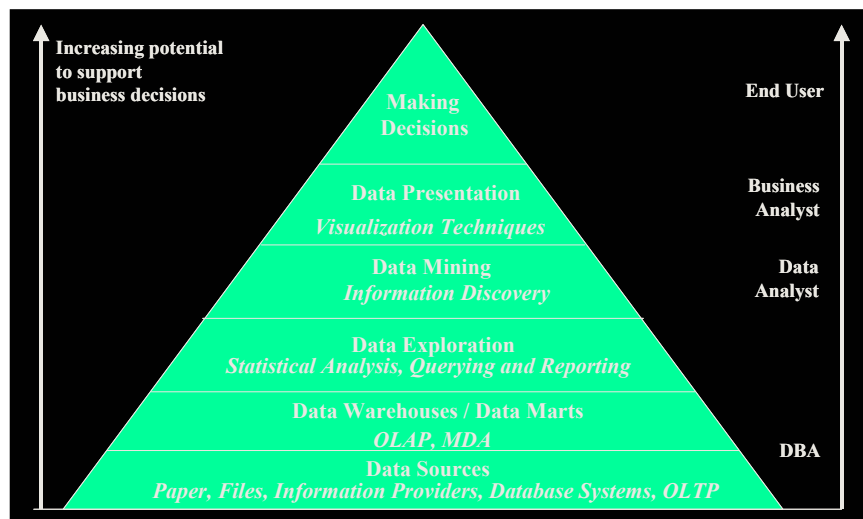 Increasing potential
to support
business decisions
End User
Making
Decisions
Business
Analyst
Data Presentation
Visualization Techniques
Data Mining
Information Discovery
Data
Analyst
Data Exploration
Statistical Analysis, Querying and Reporting
Data Warehouses / Data Marts
OLAP, MDA
DBA
Data Sources
Paper, Files, Information Providers, Database Systems, OLTP